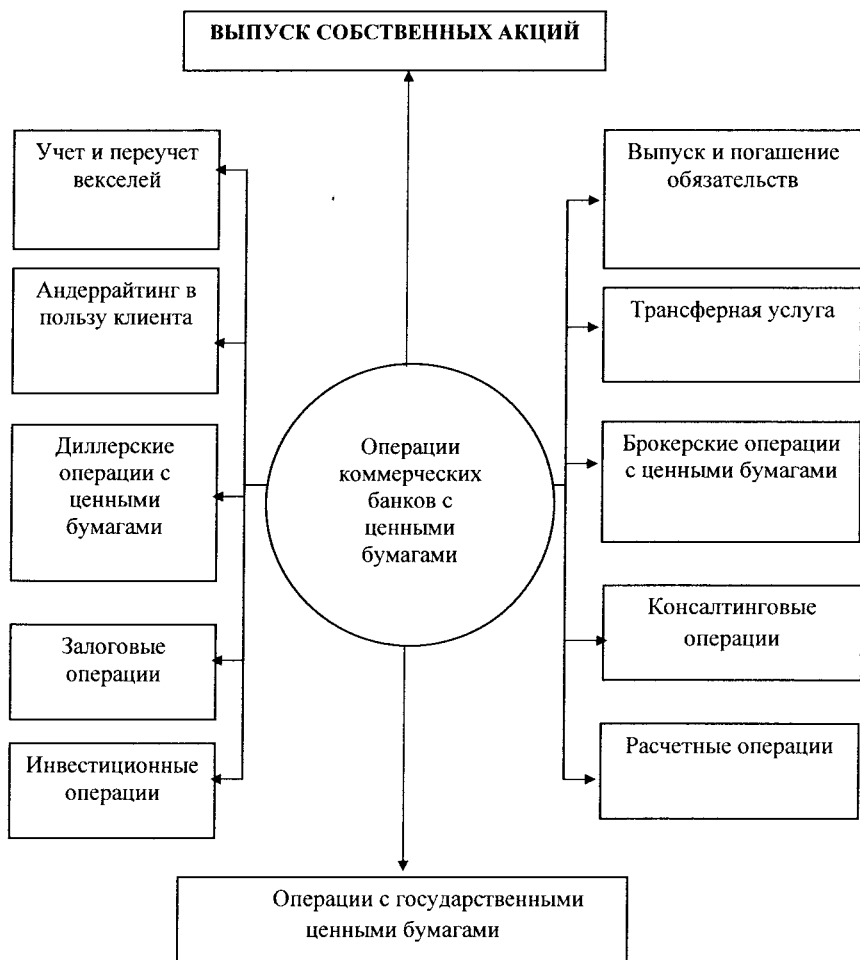 ВЫПУСК СОБСТВЕННЫХ АКЦИЙ
Учет и переучет
векселей
Андеррайтинг в
пользу клиента
Диллерские
операции с
ценными
бумагами
Залоговые
операции
Инвестиционные
операции
Операции
коммерческих
банков с
ценными
бумагами
Выпуск и погашение
обязательств
Трансферная услуга
Брокерские операции
с ценными бумагами
Консалтинговые
операции
Расчетные операции
Операции с государственными
ценными бумагами